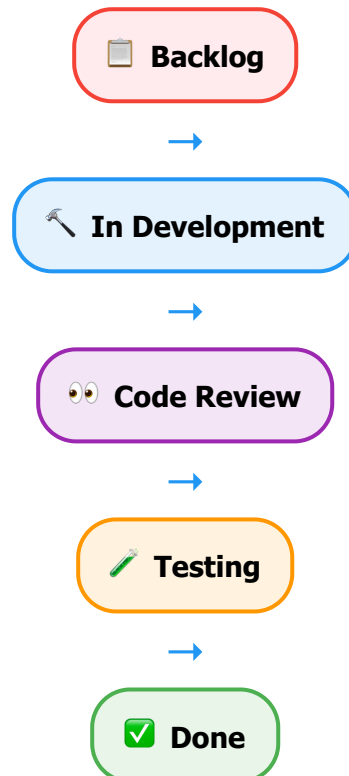 📋 Backlog
→
🔨 In Development
→
👀 Code Review
→
🧪 Testing
→
✅ Done